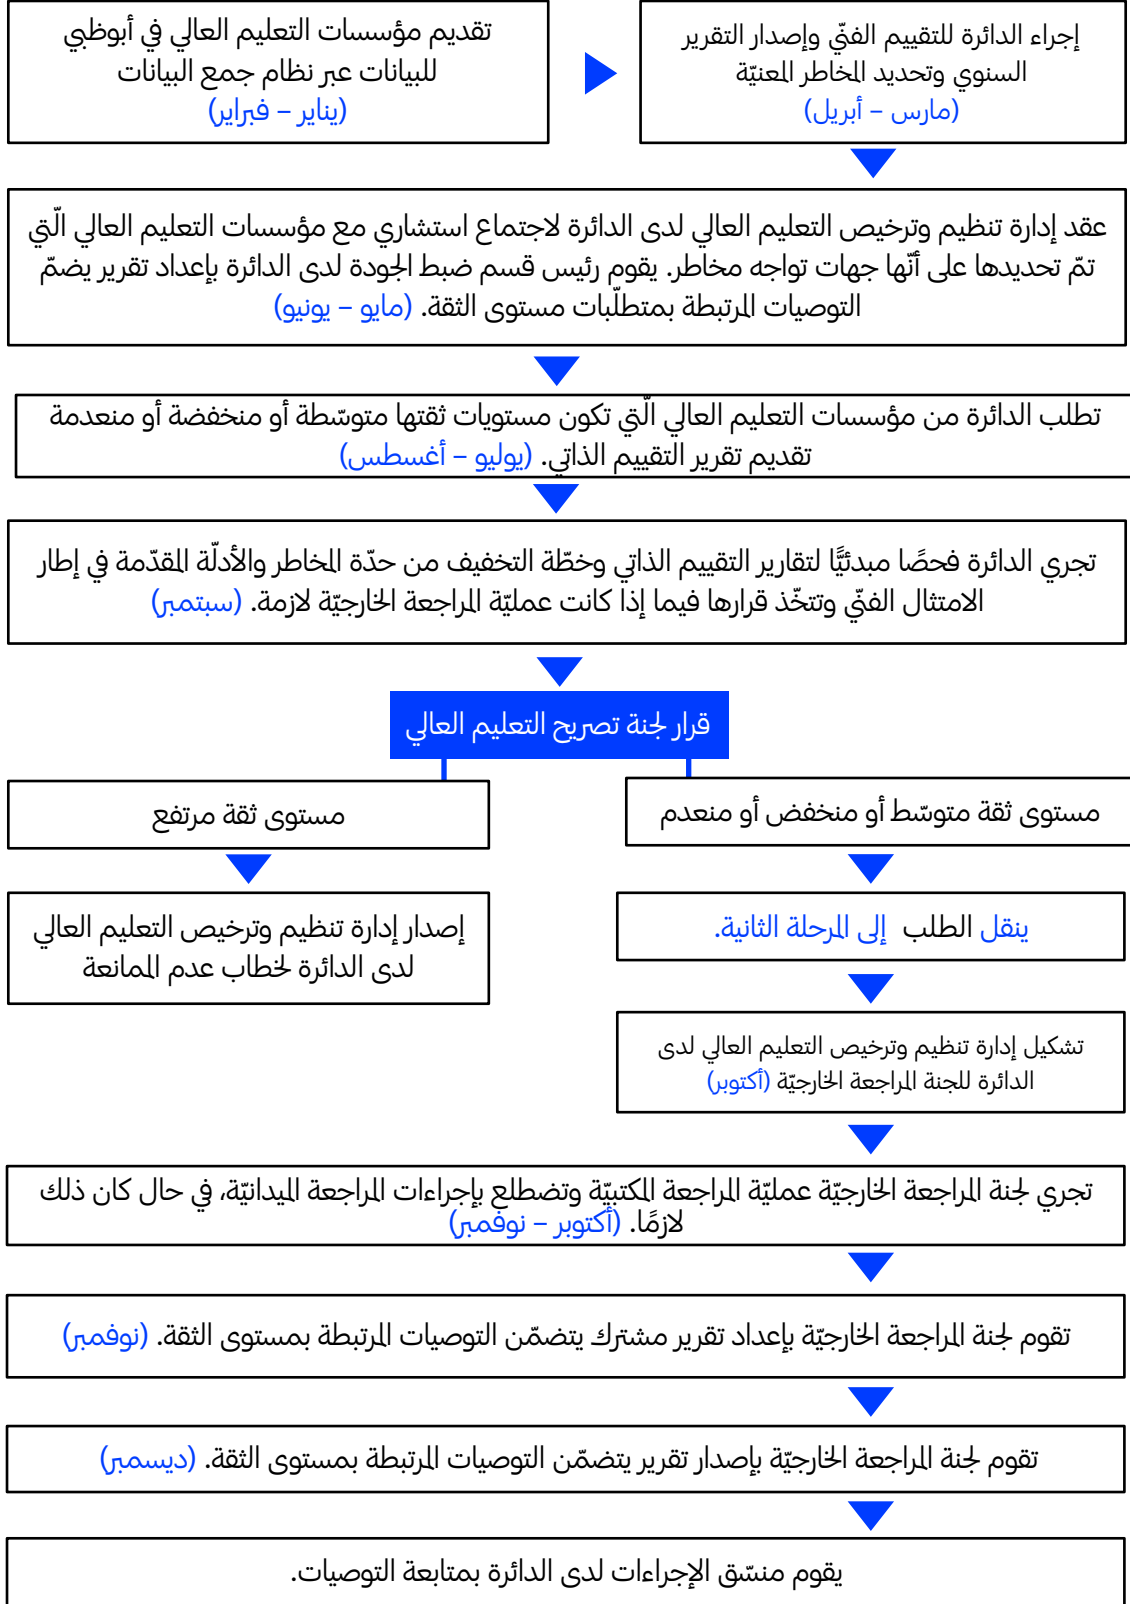 تقديم مؤسسات التعليم العالي في أبوظبي
للبيانات عبر نظام جمع البيانات
(يناير – فبراير)
إجراء الدائرة للتقييم الفنّي وإصدار التقرير
السنوي وتحديد المخاطر المعنيّة
(مارس – أبريل)
عقد إدارة تنظيم وترخيص التعليم العالي لدى الدائرة لاجتماع استشاري مع مؤسسات التعليم العالي الّتي
تمّ تحديدها على أنّها جهات تواجه مخاطر. يقوم رئيس قسم ضبط الجودة لدى الدائرة بإعداد تقرير يضمّ
التوصيات المرتبطة بمتطلّبات مستوى الثقة. (مايو – يونيو)
تطلب الدائرة من مؤسسات التعليم العالي الّتي تكون مستويات ثقتها متوسّطة أو منخفضة أو منعدمة
تقديم تقرير التقييم الذاتي. (يوليو – أغسطس)
تجري الدائرة فحصًا مبدئيًّا لتقارير التقييم الذاتي وخطّة التخفيف من حدّة المخاطر والأدلّة المقدّمة في إطار
الامتثال الفنّي وتتخّذ قرارها فيما إذا كانت عمليّة المراجعة الخارجيّة لازمة. (سبتمبر)
قرار لجنة تصريح التعليم العالي
مستوى ثقة متوسّط أو منخفض أو منعدم
مستوى ثقة مرتفع
ينقل الطلب إلى المرحلة الثانية.
إصدار إدارة تنظيم وترخيص التعليم العالي
لدى الدائرة لخطاب عدم الممانعة
تشكيل إدارة تنظيم وترخيص التعليم العالي لدى
الدائرة للجنة المراجعة الخارجيّة (أكتوبر)
تجري لجنة المراجعة الخارجيّة عمليّة المراجعة المكتبيّة وتضطلع بإجراءات المراجعة الميدانيّة، في حال كان ذلك
لازمًا. (أكتوبر – نوفمبر)
تقوم لجنة المراجعة الخارجيّة بإعداد تقرير مشترك يتضمّن التوصيات المرتبطة بمستوى الثقة. (نوفمبر)
تقوم لجنة المراجعة الخارجيّة بإصدار تقرير يتضمّن التوصيات المرتبطة بمستوى الثقة. (ديسمبر)
يقوم منسّق الإجراءات لدى الدائرة بمتابعة التوصيات.